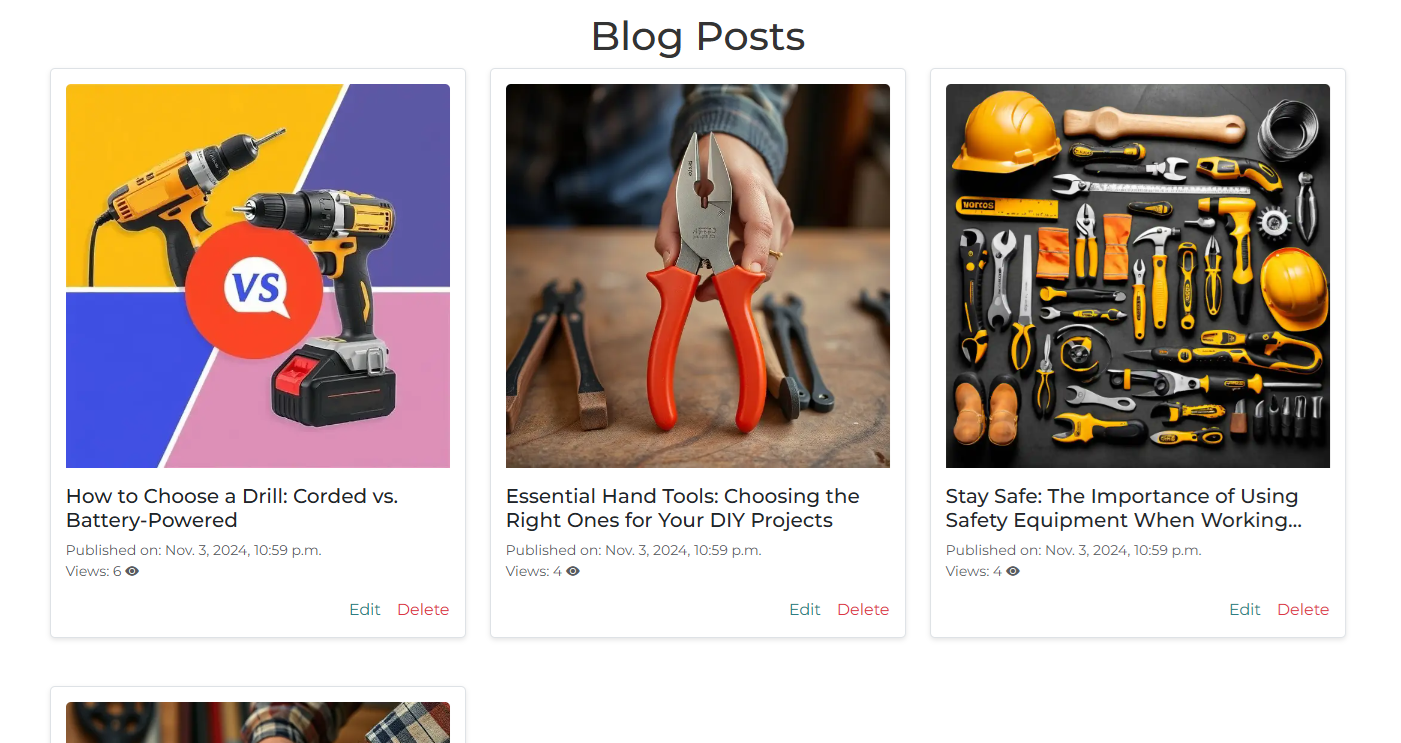 Blog Posts
VS
How to Choose a Drill: Corded vs.
Battery-Powered
Published on: Nov. 3, 2024, 10:59 p.m.
Views: 6
Edit Delete
Essential Hand Tools: Choosing the
Right Ones for Your DIY Projects
Published on: Nov. 3, 2024, 10:59 p.m.
Views: 4
Edit Delete
Stay Safe: The Importance of Using
Safety Equipment When Working...
Published on: Nov. 3, 2024, 10:59 p.m.
Views: 4
Edit Delete